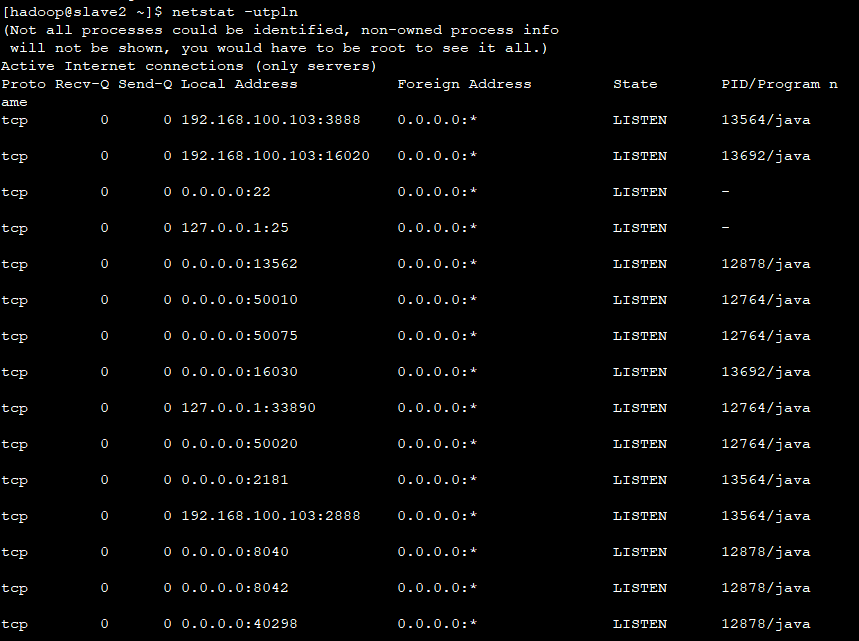 [hadoop@slave2 ~]$ netstat -utpln
(Not all processes could be identified, non-owned process info
 will not be shown, you would have to be root to see it all.)
Active Internet connections (only servers)
Proto Recv-Q Send-Q Local Address           Foreign Address         State       PID/Program n
ame
tcp        0      0 192.168.100.103:3888    0.0.0.0:*               LISTEN      13564/java
tcp        0      0 192.168.100.103:16020   0.0.0.0:*               LISTEN      13692/java
tcp        0      0 0.0.0.0:22              0.0.0.0:*               LISTEN      -
tcp        0      0 127.0.0.1:25            0.0.0.0:*               LISTEN      -
tcp        0      0 0.0.0.0:13562           0.0.0.0:*               LISTEN      12878/java
tcp        0      0 0.0.0.0:50010           0.0.0.0:*               LISTEN      12764/java
tcp        0      0 0.0.0.0:50075           0.0.0.0:*               LISTEN      12764/java
tcp        0      0 0.0.0.0:16030           0.0.0.0:*               LISTEN      13692/java
tcp        0      0 127.0.0.1:33890         0.0.0.0:*               LISTEN      12764/java
tcp        0      0 0.0.0.0:50020           0.0.0.0:*               LISTEN      12764/java
tcp        0      0 0.0.0.0:2181            0.0.0.0:*               LISTEN      13564/java
tcp        0      0 192.168.100.103:2888    0.0.0.0:*               LISTEN      13564/java
tcp        0      0 0.0.0.0:8040            0.0.0.0:*               LISTEN      12878/java
tcp        0      0 0.0.0.0:8042            0.0.0.0:*               LISTEN      12878/java
tcp        0      0 0.0.0.0:40298           0.0.0.0:*               LISTEN      12878/java